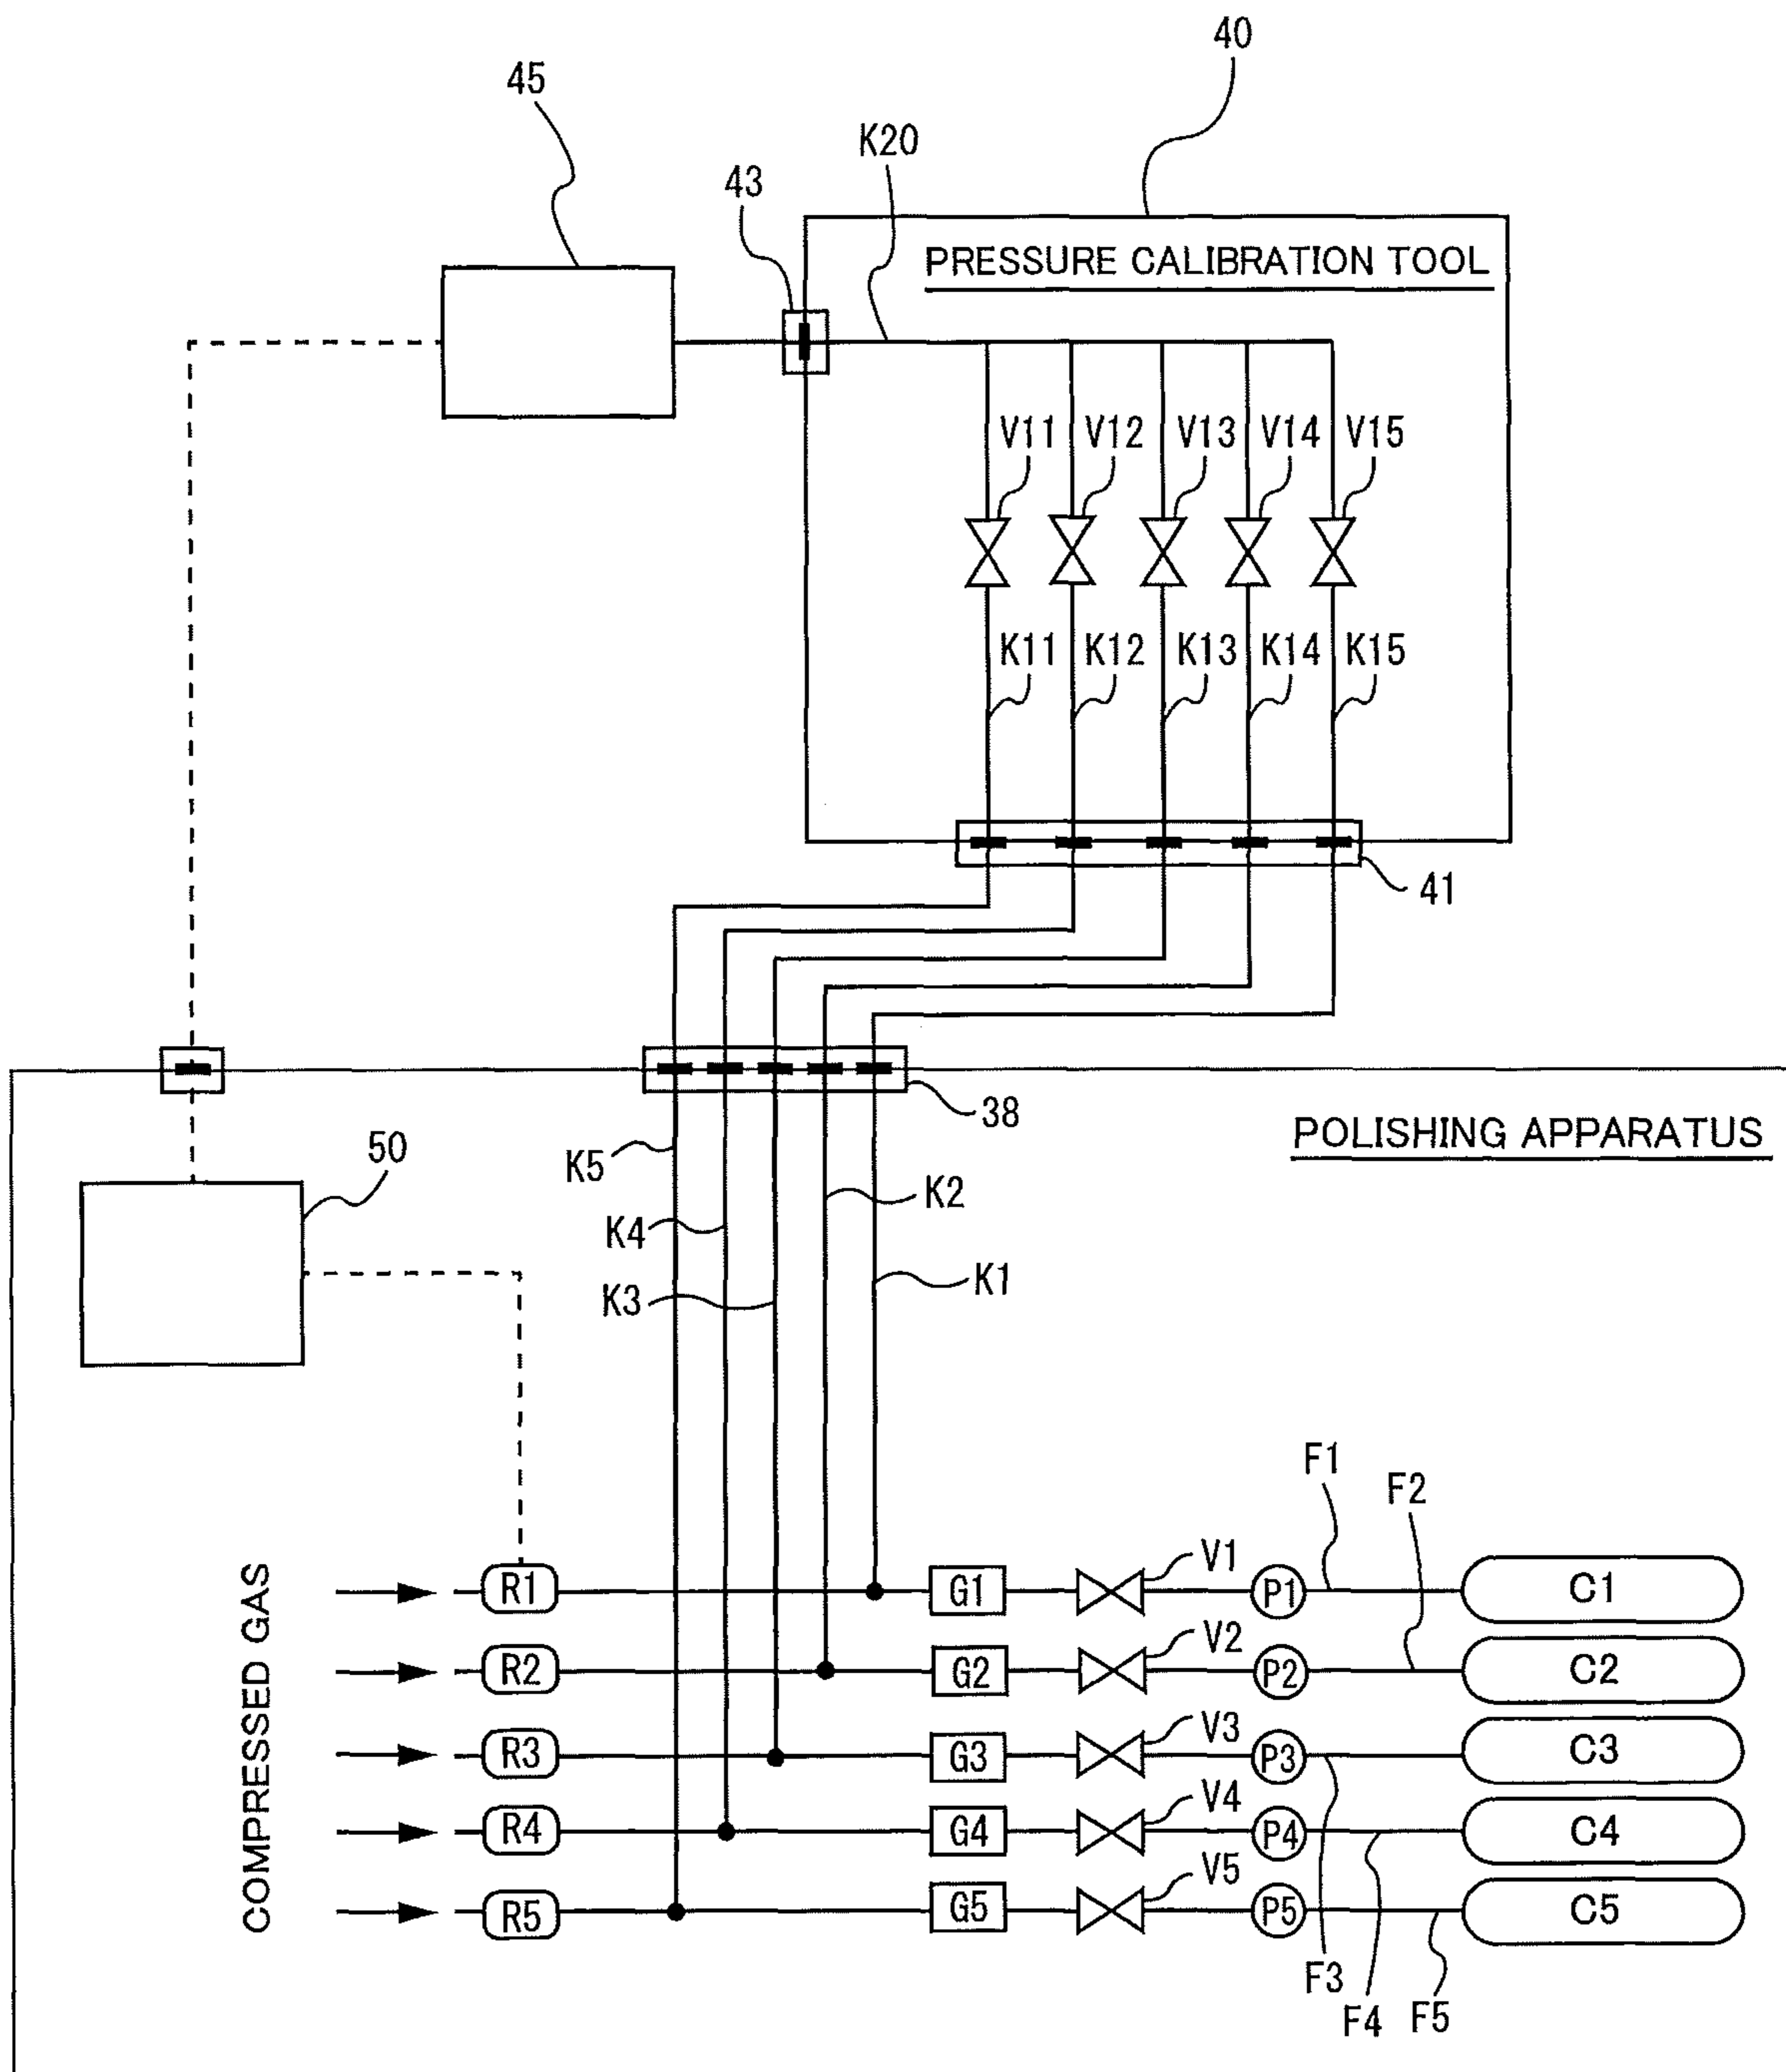 40
45
K20
43
PRESSURE CALIBRATION TOOL
V11 V12 V13 V14 V15
K11 K12 K13 K14 K15
41
38
POLISHING APPARATUS
50
K5
K2
K4
K1
K3
COMPRESSED GAS
F1
F2
R1 G1 V1 P1 C1
R2 G2 V2 P2 C2
R3 G3 V3 P3 C3
R4 G4 V4 P4 C4
R5 G5 V5 P5 C5
F3
F4
F5